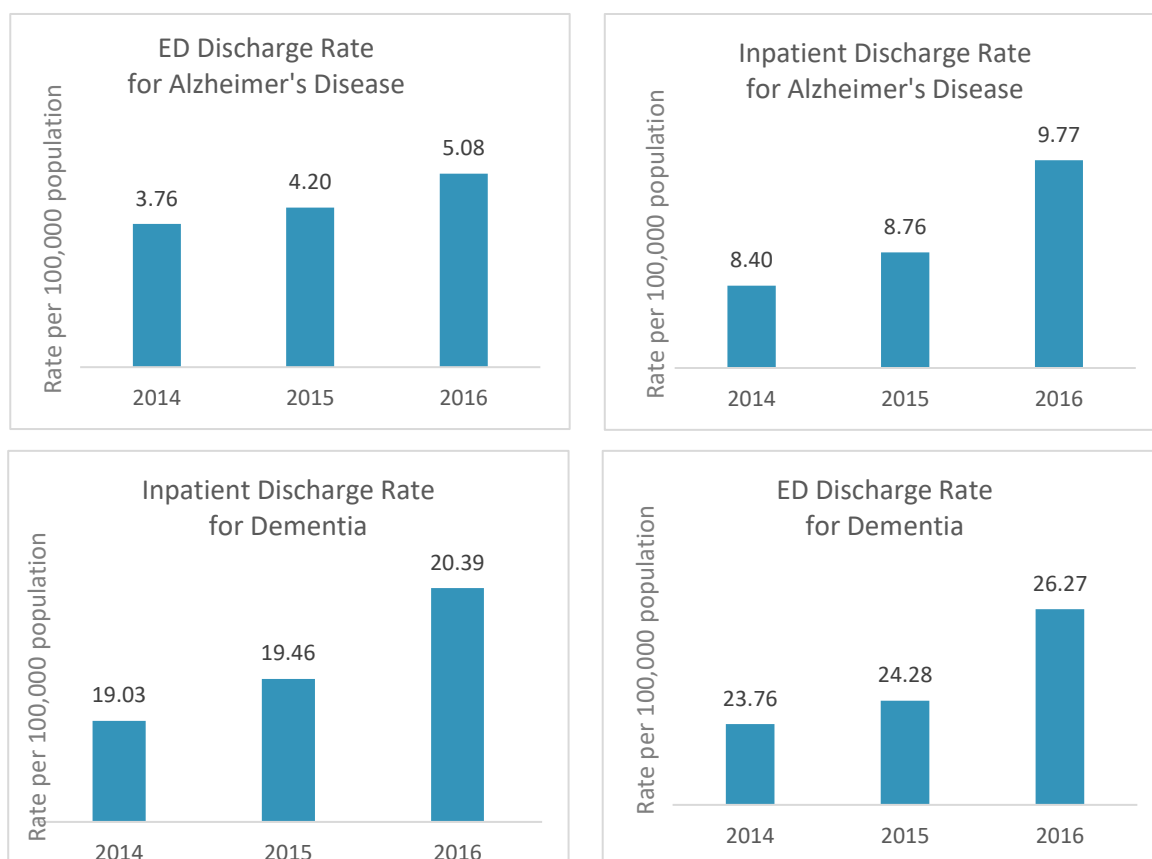 ED Discharge Rate
for Alzheimer's Disease
Rate per 100,000 population
3.76
4.20
5.08
2014
2015
2016
Inpatient Discharge Rate
for Alzheimer's Disease
Rate per 100,000 population
8.40
8.76
9.77
2014
2015
2016
Inpatient Discharge Rate
for Dementia
Rate per 100,000 population
19.03
19.46
20.39
2014
2015
2016
ED Discharge Rate
for Dementia
Rate per 100,000 population
23.76
24.28
26.27
2014
2015
2016